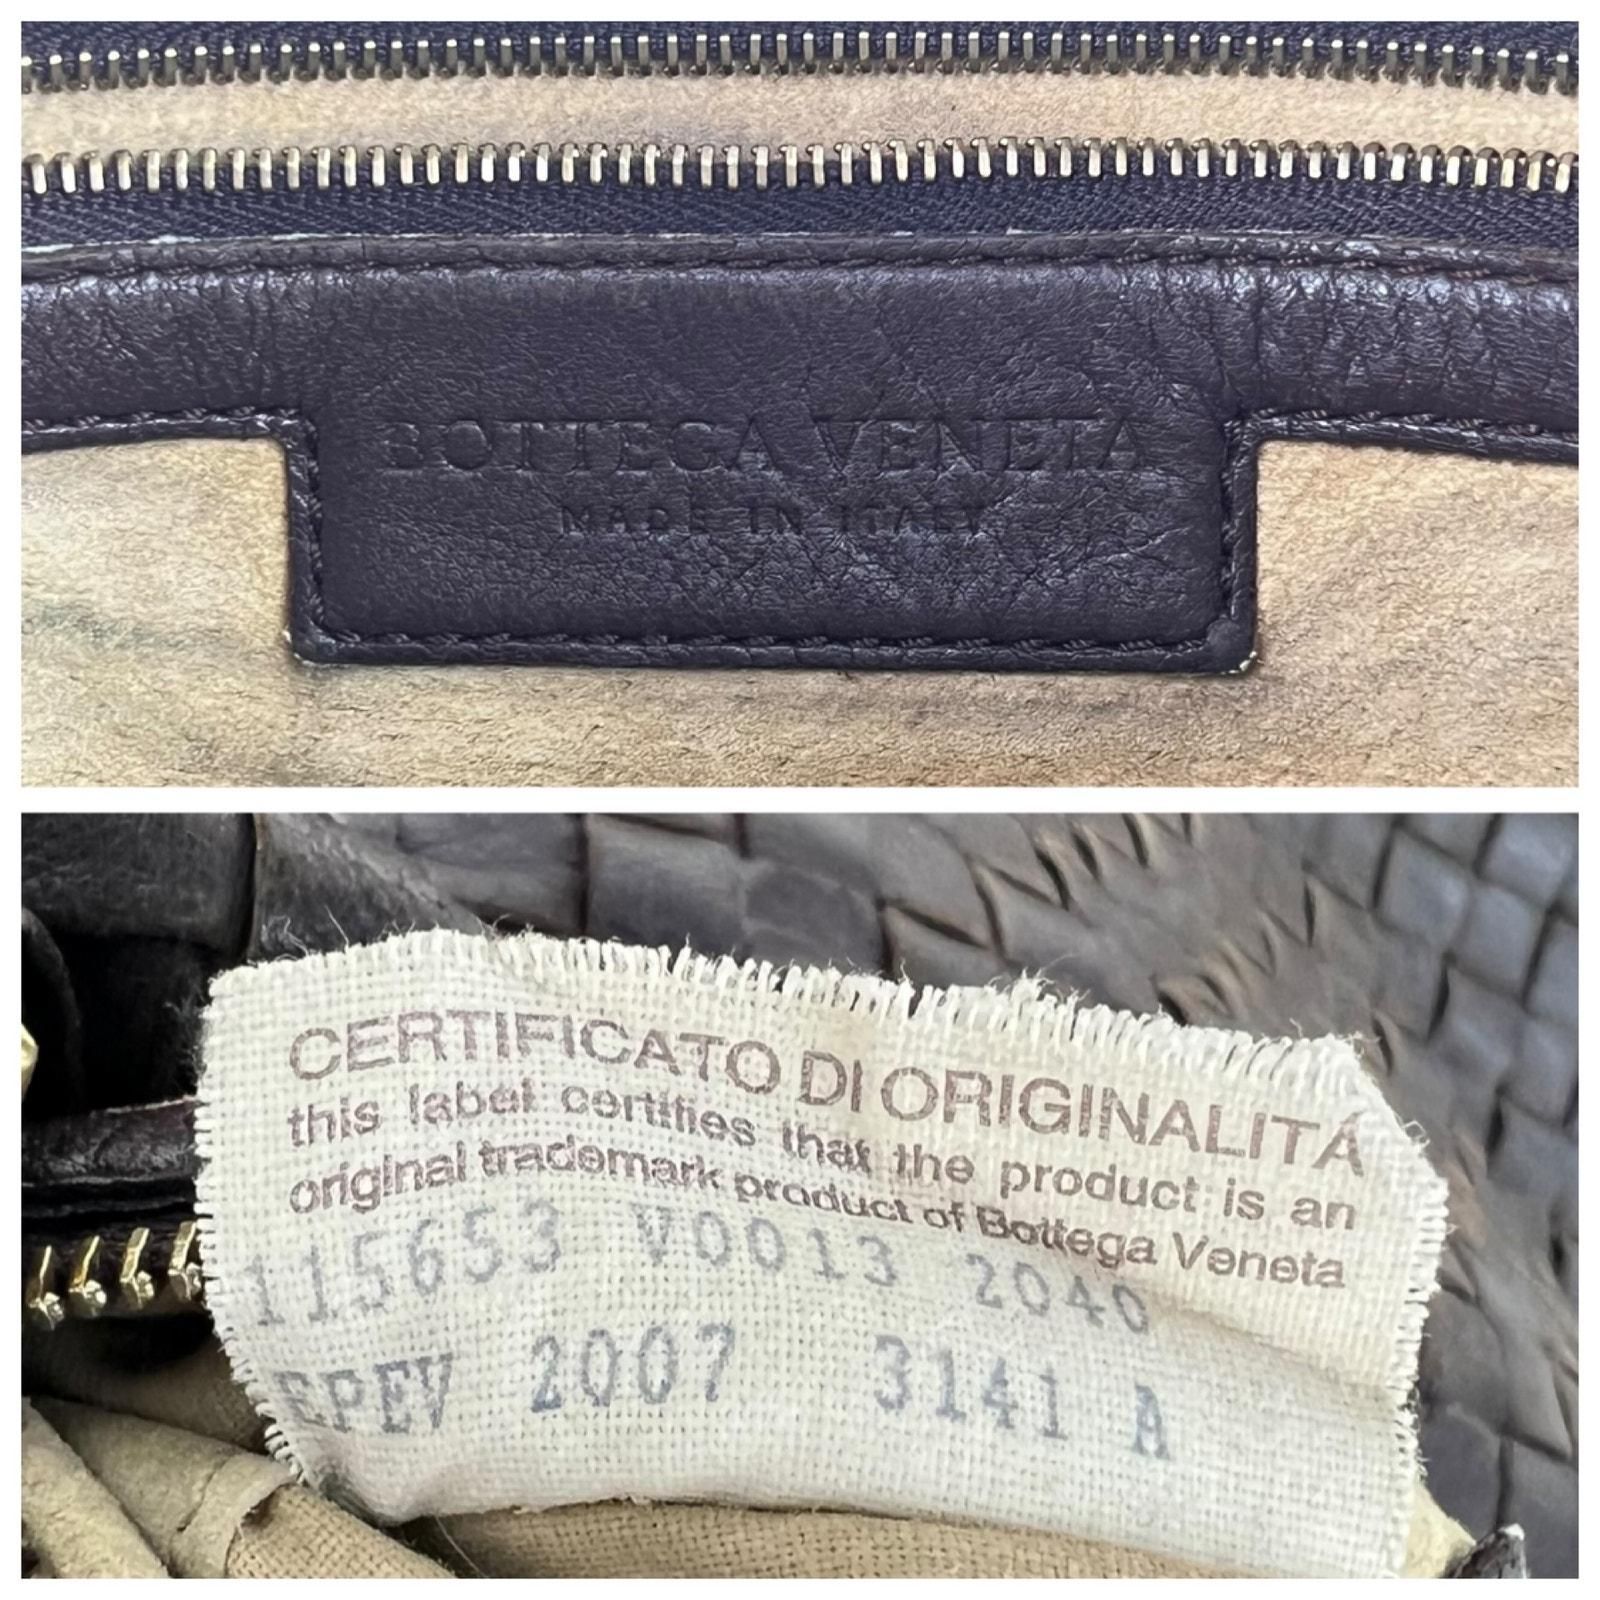 BOTTEGA VENETA
MADE IN ITALY
CERTIFICATO DI ORIGINALITÁ
this label certifies that the product is an
original trademark product of Bottega Veneta
115653 V0013 2040
EPEV 2007 3141 A